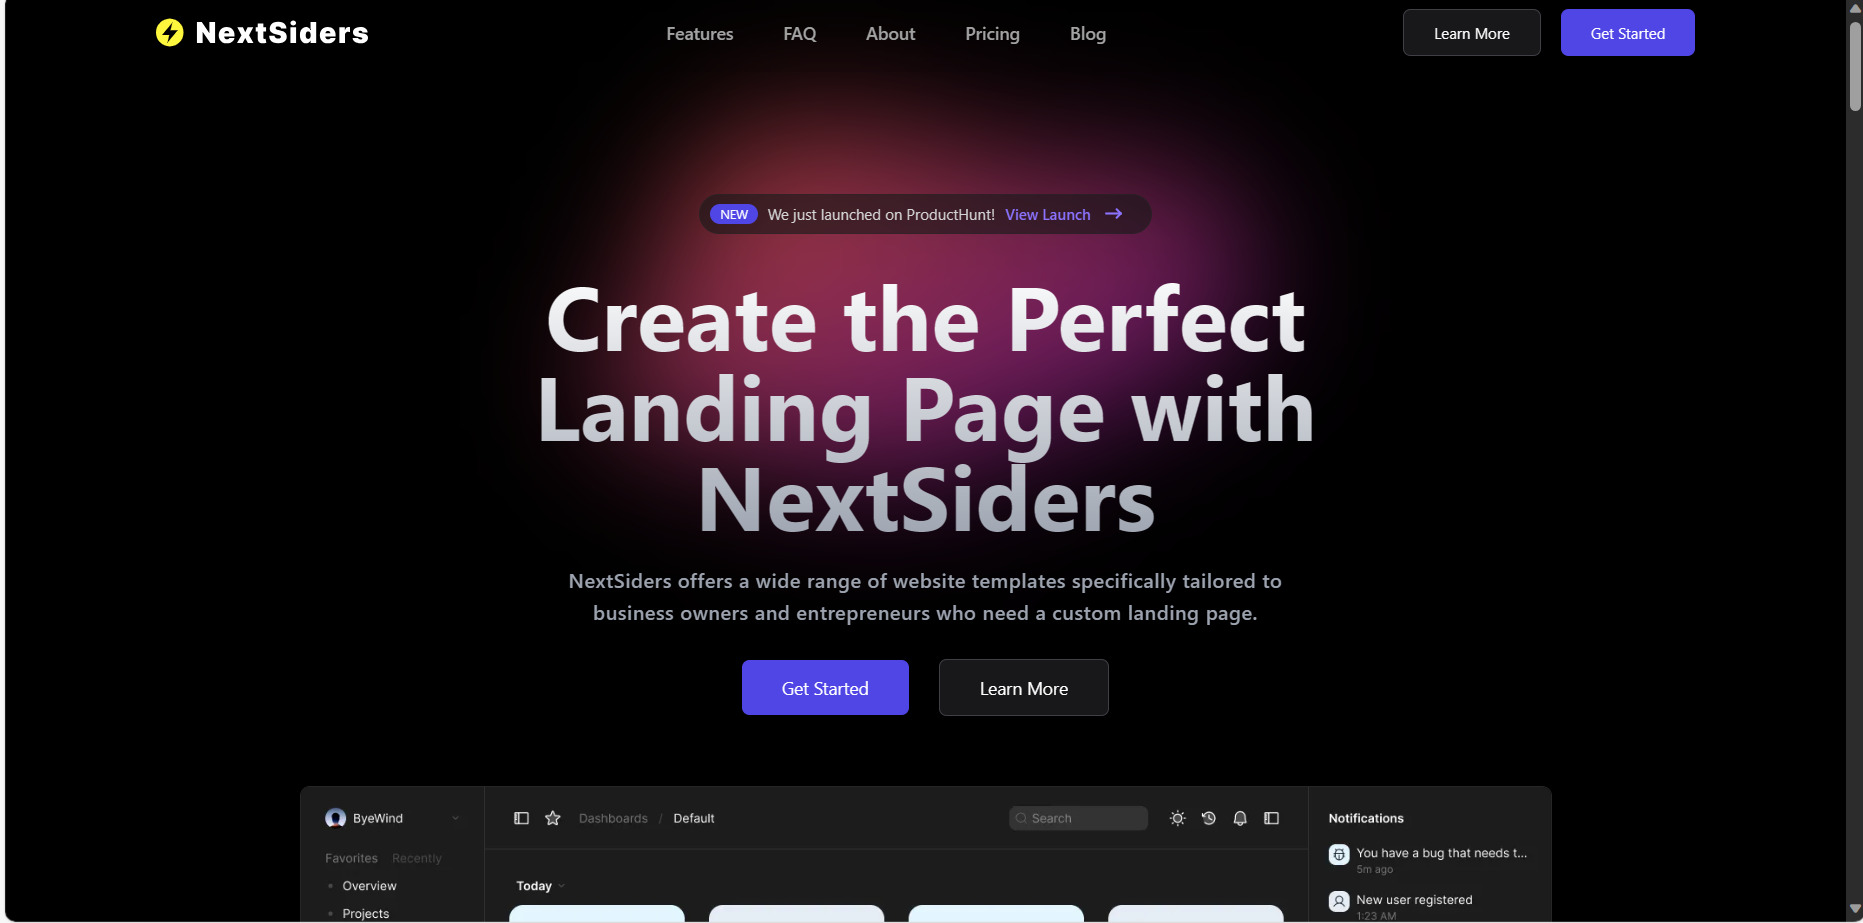 NextSiders
Features FAQ About Pricing Blog
Learn More Get Started
NEW We just launched on ProductHunt! View Launch
Create the Perfect
Landing Page with
NextSiders
NextSiders offers a wide range of website templates specifically tailored to
business owners and entrepreneurs who need a custom landing page.
Get Started Learn More
ByeWind
Favorites Recently
Overview
Projects
Dashboards / Default
Search
Today
Notifications
You have a bug that needs t...
5m ago
New user registered
1:23 AM